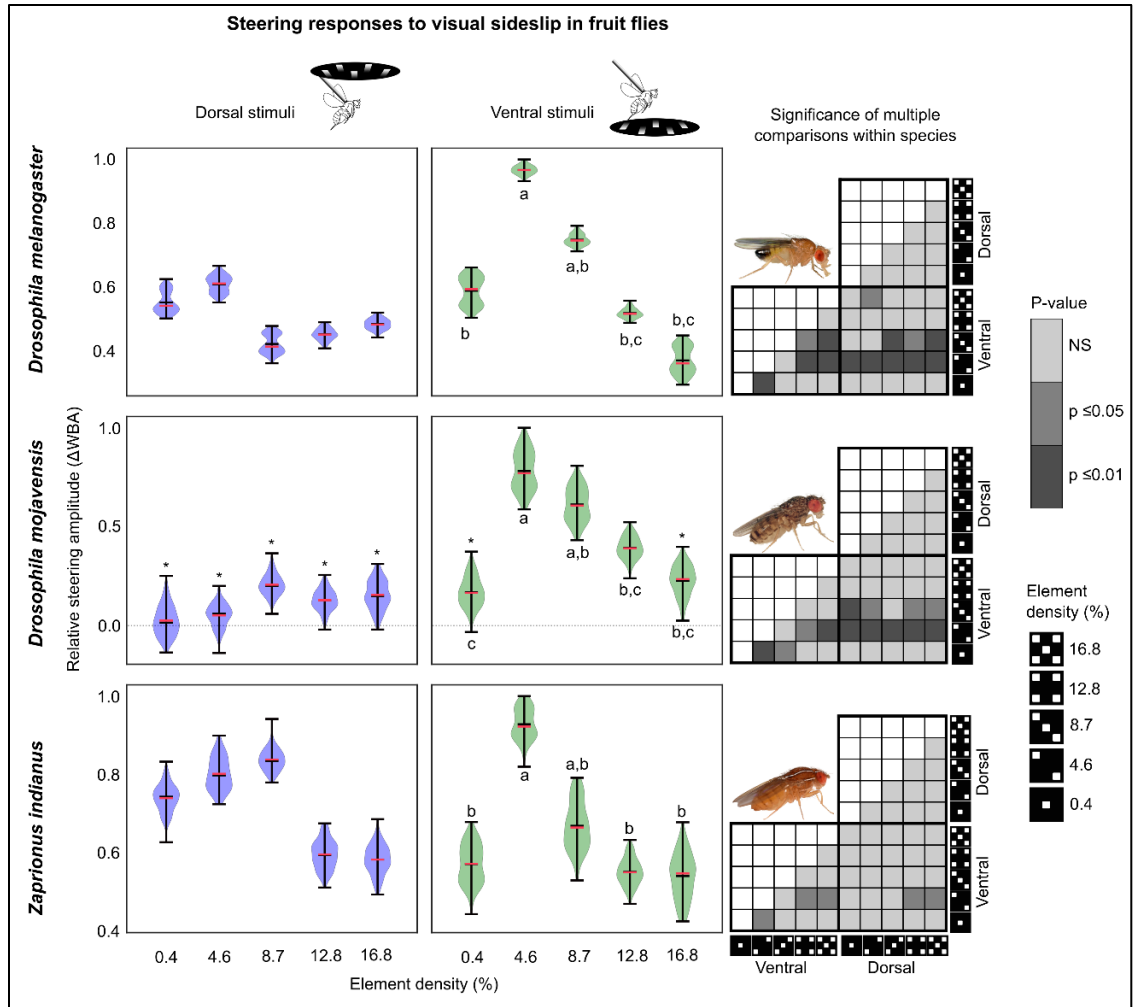 Steering responses to visual sideslip in fruit flies
Dorsal stimuli
Ventral stimuli
Significance of multiple
comparisons within species
Drosophila melanogaster
1.0
0.8
0.6
0.4
b
a
a,b
b,c
b,c
Dorsal
Ventral
P-value
NS
p ≤0.05
p ≤0.01
Relative steering amplitude (ΔWBA)
Drosophila mojavensis
1.0
0.5
0.0
*
*
*
*
*
*
c
a
a,b
b,c
*
b,c
Dorsal
Ventral
Element
density (%)
16.8
12.8
8.7
4.6
0.4
Zaprionus indianus
1.0
0.8
0.6
0.4
b
a
a,b
b
b
Dorsal
Ventral
0.4 4.6 8.7 12.8 16.8
0.4 4.6 8.7 12.8 16.8
Element density (%)
Ventral
Dorsal